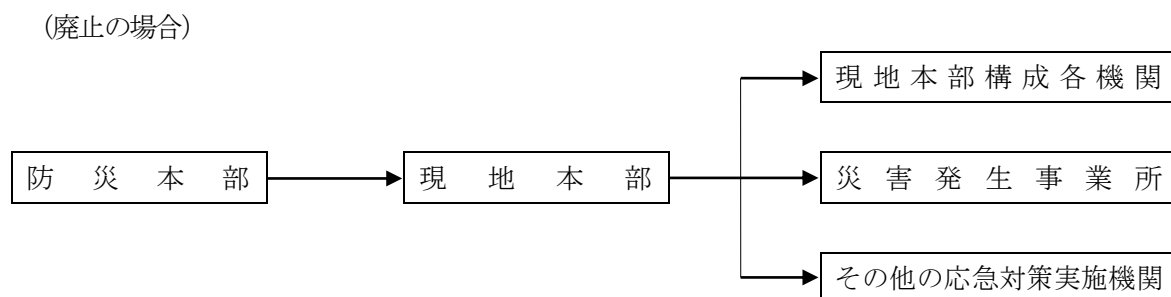 （廃止の場合）
現地本部構成各機関
防災本部
現地本部
災害発生事業所
その他の応急対策実施機関